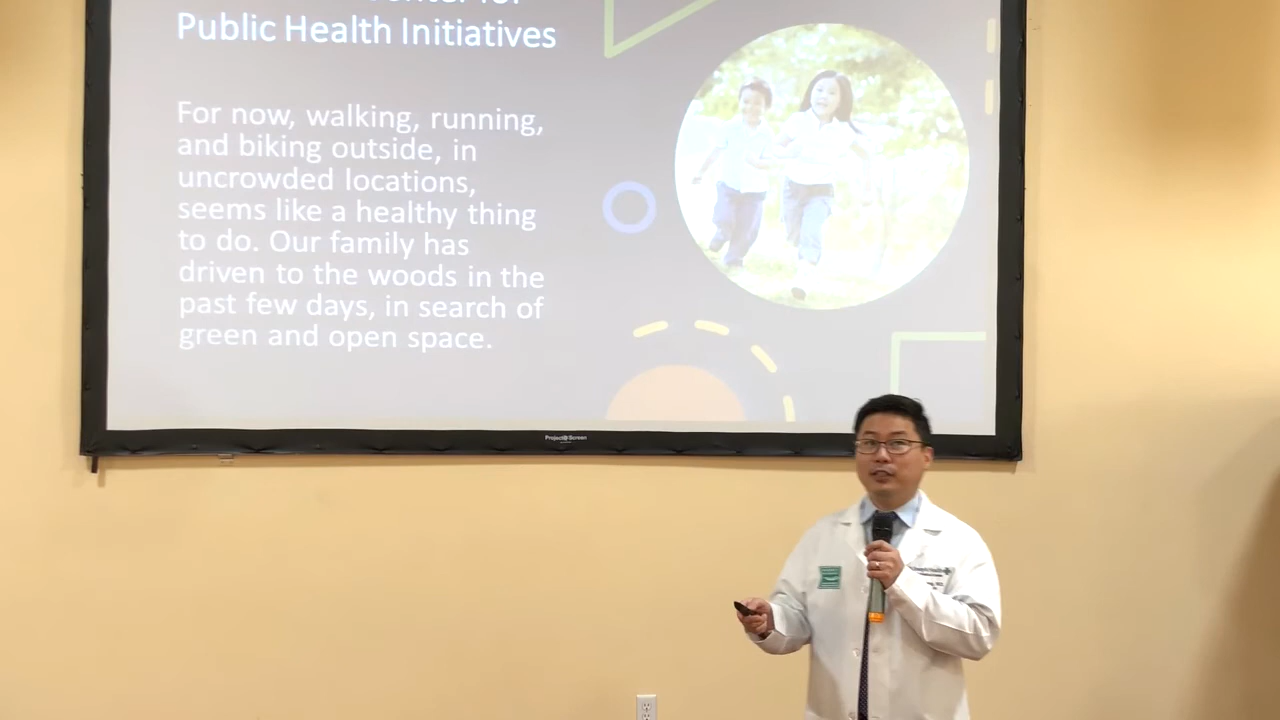 Public Health Initiatives
For now, walking, running,
and biking outside, in
uncrowded locations,
seems like a healthy thing
to do. Our family has
driven to the woods in the
past few days, in search of
green and open space.
Project Screen